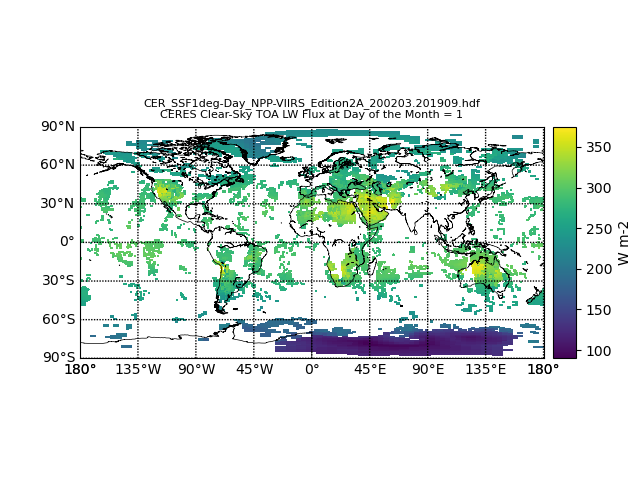 CER_SSF1deg-Day_NPP-VIIRS_Edition2A_200203.201909.hdf
CERES Clear-Sky TOA LW Flux at Day of the Month = 1
90°N
60°N
30°N
0°
30°S
60°S
90°S
180°
135°W
90°W
45°W
0°
45°E
90°E
135°E
180°
350
300
250
200
150
100
W m-2